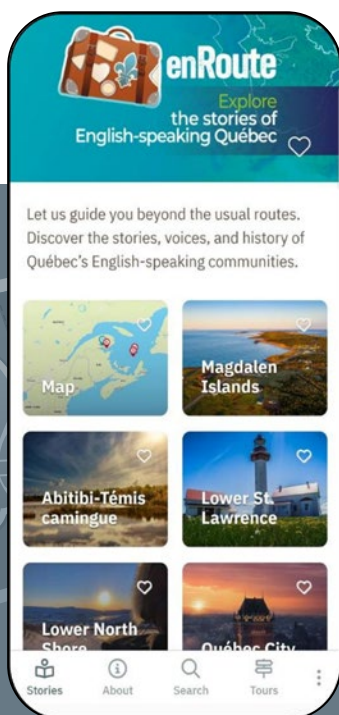 enRoute
Explore
the stories of
English-speaking Québec
Let us guide you beyond the usual routes.
Discover the stories, voices, and history of
Québec's English-speaking communities.
Map
Magdalen
Islands
Abitibi-Témis
camingue
Lower St.
Lawrence
Lower North
Shore
Québec City
Stories
About
Search
Tours